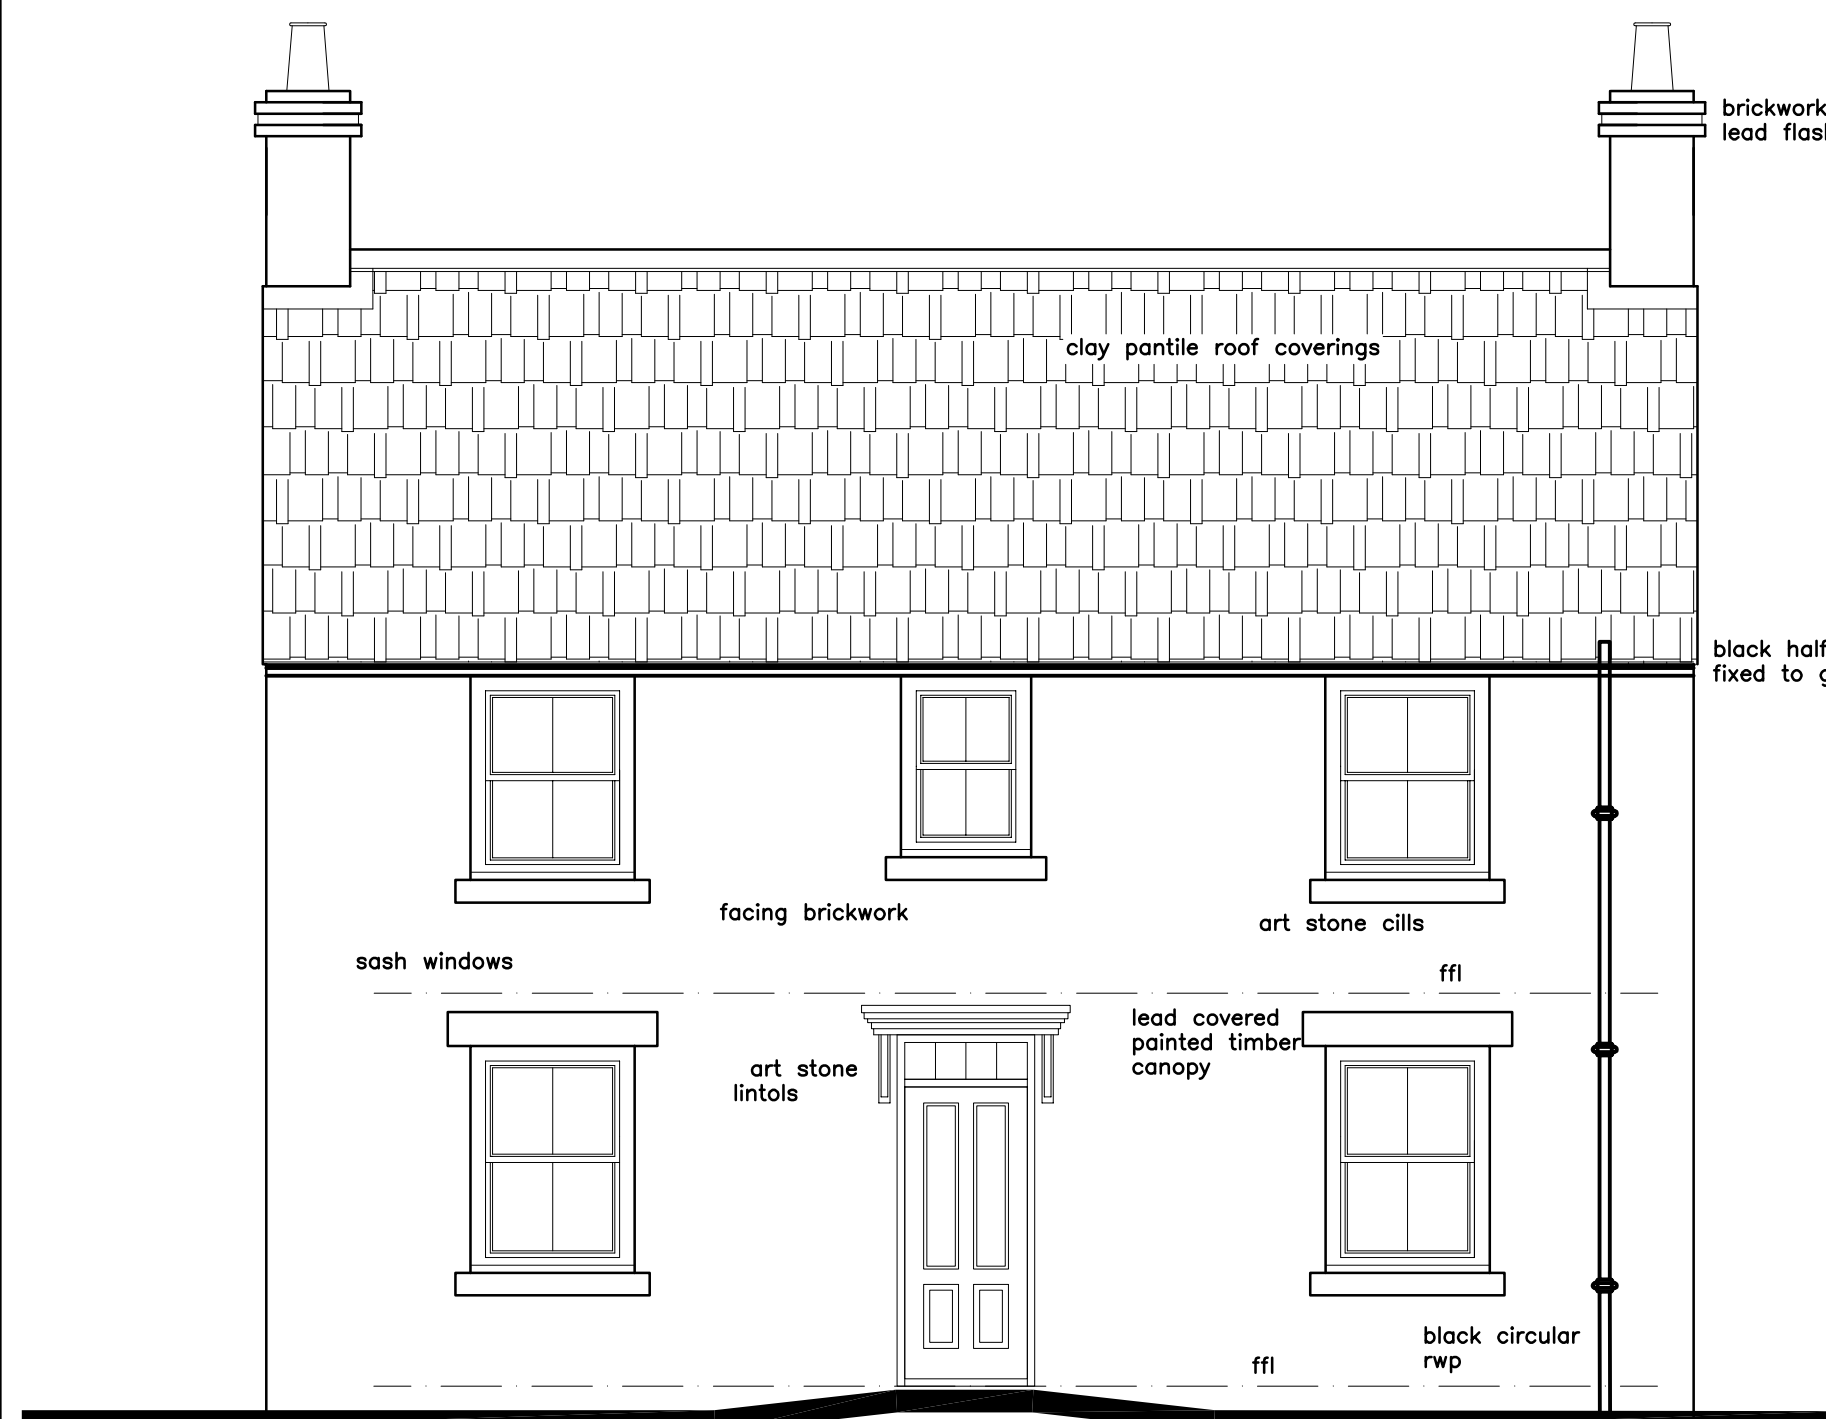 brickwork
lead
clay pantile roof coverings
black half
fixed to
facing brickwork
art stone cills
sash windows
ffl
lead covered
painted timber
canopy
art stone
lintols
black circular
rwp
ffl